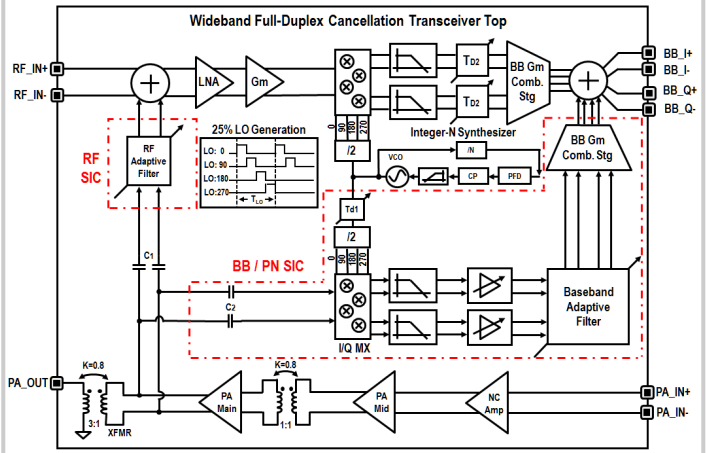 Wideband Full-Duplex Cancellation Transceiver Top
RF_IN+
RF_IN-
LNA
Gm
TD2
TD2
BB Gm
Comb.
Stg
BB_I+
BB_I-
BB_Q+
BB_Q-
0
90
180
270
/2
Integer-N Synthesizer
/N
VCO
CP
PFD
BB Gm
Comb. Stg
25% LO Generation
LO: 0
LO: 90
LO:180
LO:270
TLO
RF
SIC
RF
Adaptive
Filter
C1
Td1
/2
0
90
180
270
BB / PN SIC
C2
I/Q MX
Baseband
Adaptive
Filter
PA_OUT
K=0.8
3:1
XFMR
PA
Main
K=0.8
1:1
PA
Mid
NC
Amp
PA_IN+
PA_IN-